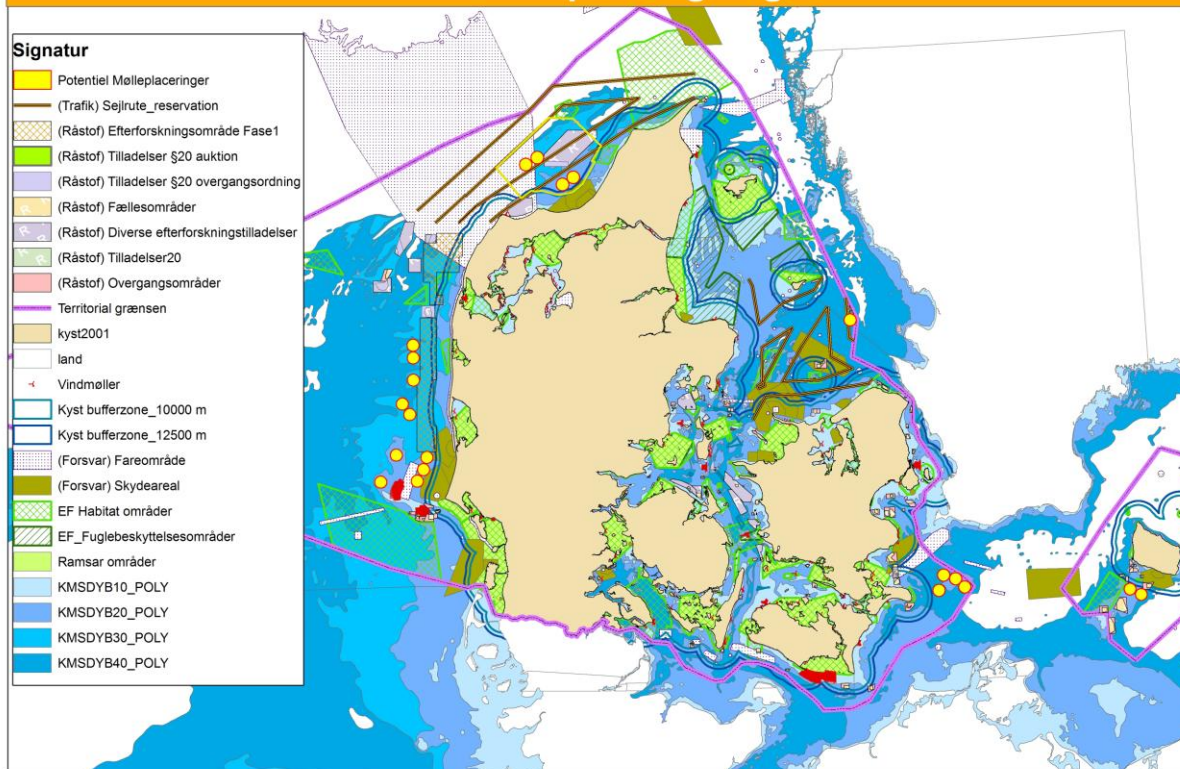 Signatur
Potentiel Mølleplaceringer
(Trafik) Sejlrute_reservation
(Råstof) Efterforskningsområde Fase1
(Råstof) Tilladelser §20 auktion
(Råstof) Tilladelser §20 overgangsordning
(Råstof) Fællesområder
(Råstof) Diverse efterforskningstilladelser
(Råstof) Tilladelser20
(Råstof) Overgangsområder
Territorial grænsen
kyst2001
land
Vindmøller
Kyst bufferzone_10000 m
Kyst bufferzone_12500 m
(Forsvar) Fareområde
(Forsvar) Skydeareal
EF Habitat områder
EF_Fuglebeskyttelsesområder
Ramsar områder
KMSDYB10_POLY
KMSDYB20_POLY
KMSDYB30_POLY
KMSDYB40_POLY